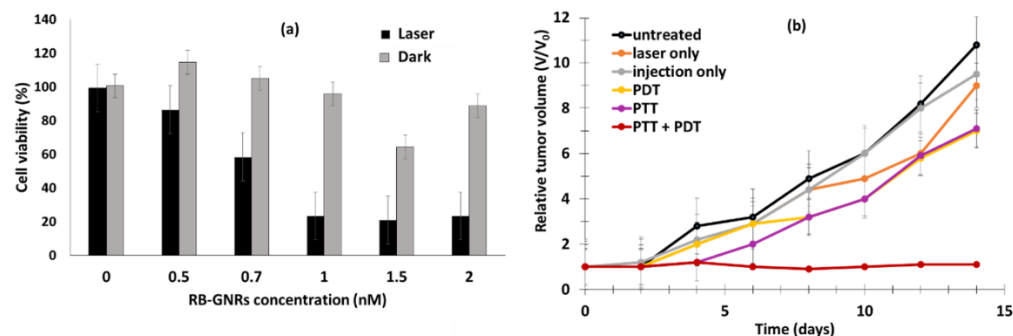 140
120
100
80
60
40
20
0
Cell viability (%)
(a)
Laser
Dark
0 0.5 0.7 1 1.5 2
RB-GNRs concentration (nM)
12
10
8
6
4
2
0
Relative tumor volume (V/V₀)
(b)
untreated
laser only
injection only
PDT
PTT
PTT + PDT
0 5 10 15
Time (days)